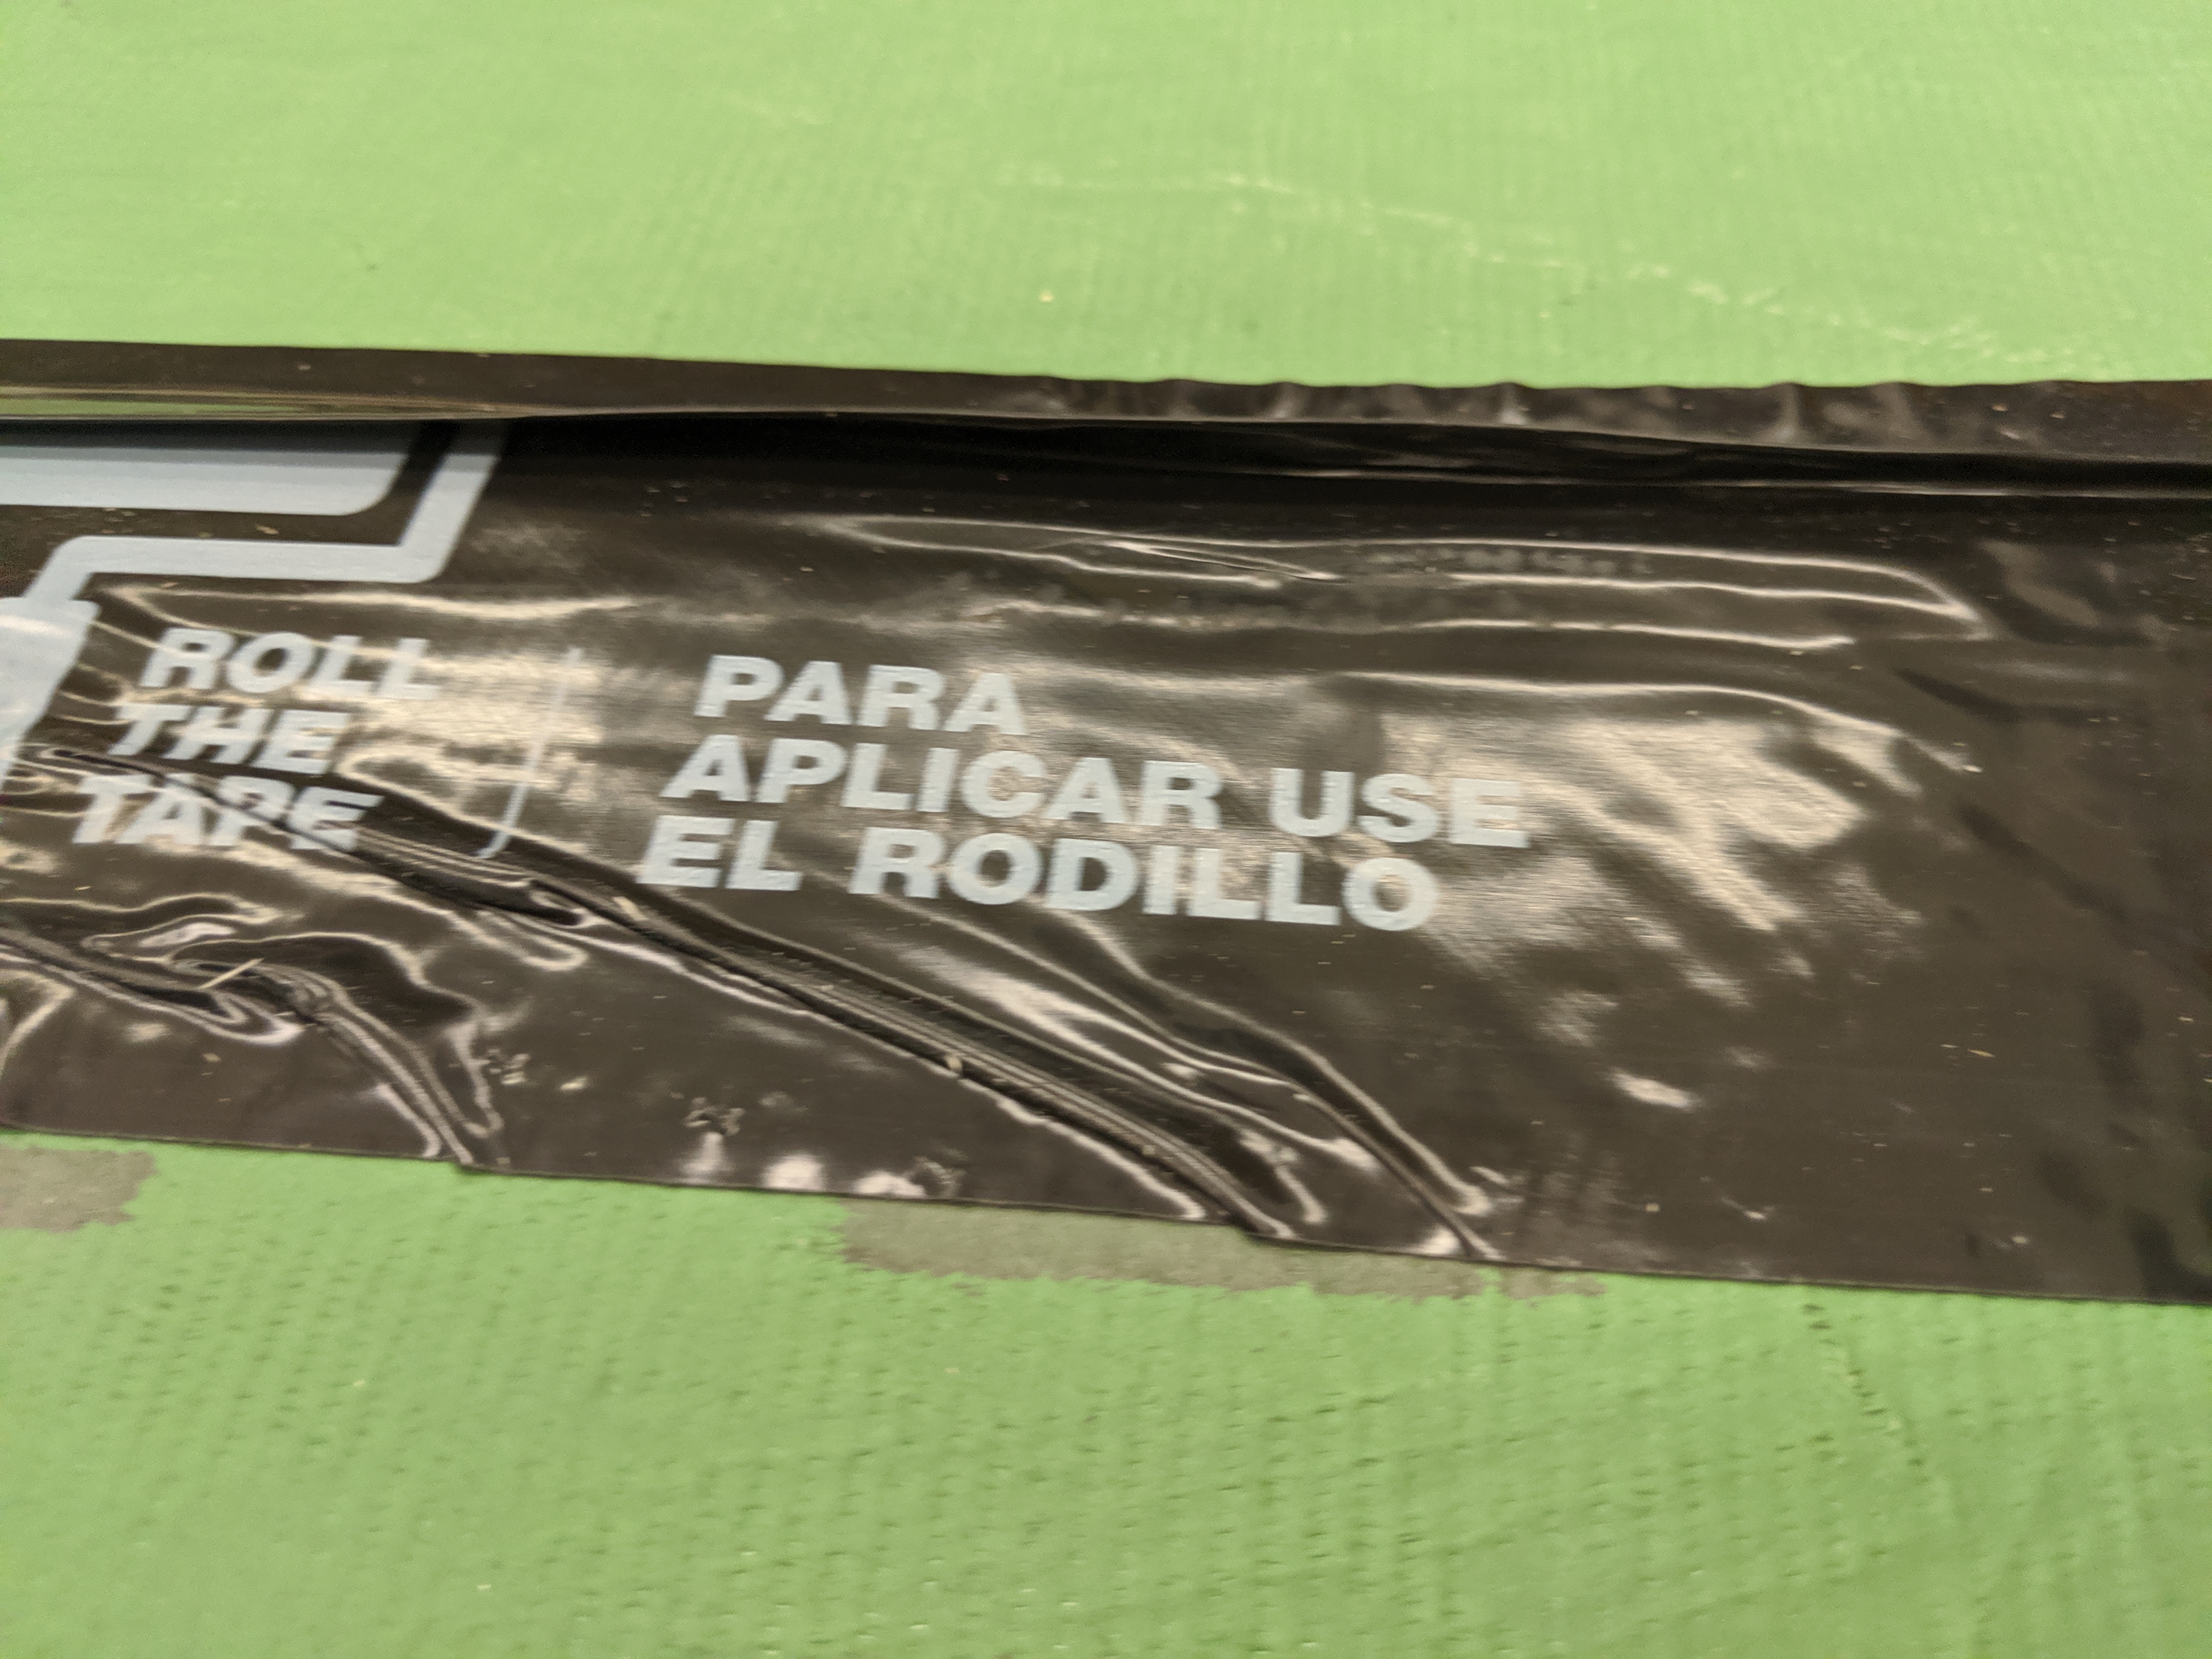 ROLL
THE
TAPE
PARA
APLICAR USE
EL RODILLO